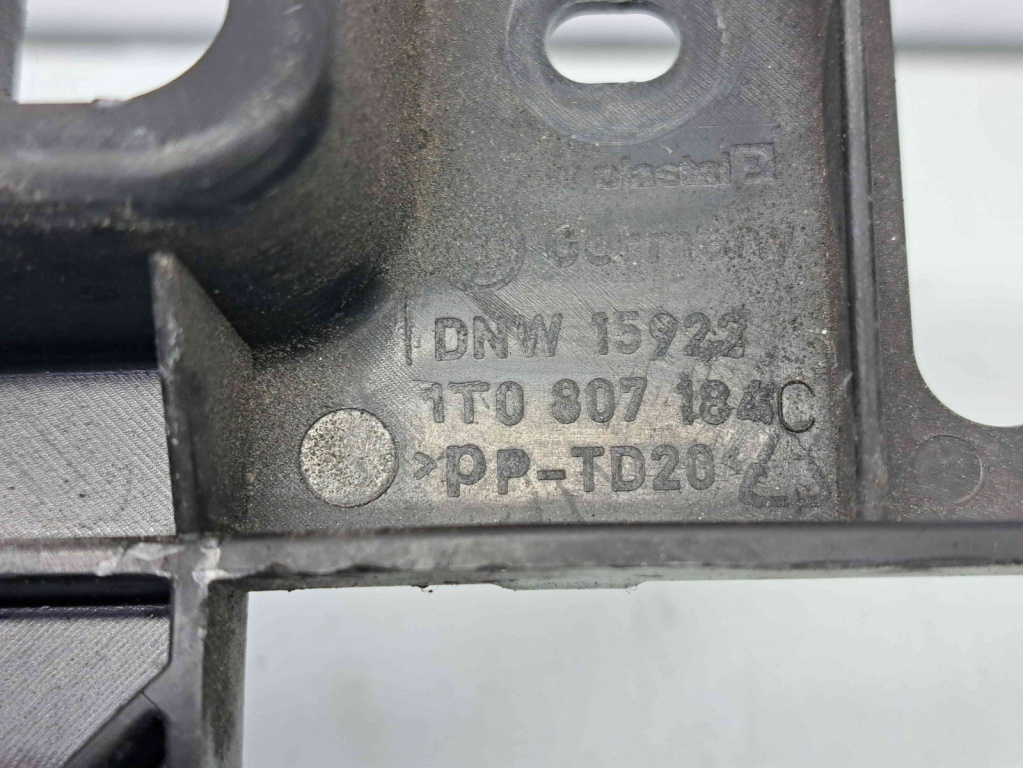 plastal
Germany
DNW 15922
1T0 807 184 C
>PP-TD20<